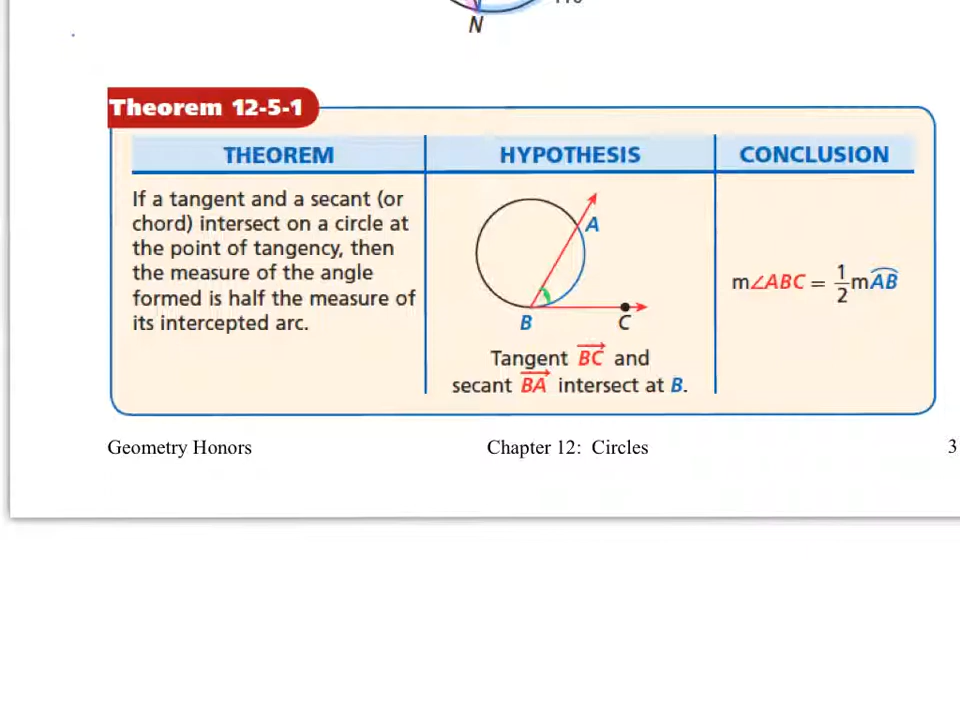 N
Theorem 12-5-1
THEOREM
HYPOTHESIS
CONCLUSION
If a tangent and a secant (or
chord) intersect on a circle at
the point of tangency, then
the measure of the angle
formed is half the measure of
its intercepted arc.
A
B
C
Tangent BC and
secant BA intersect at B.
m∠ABC = 1/2 mAB
Geometry Honors
Chapter 12: Circles
3